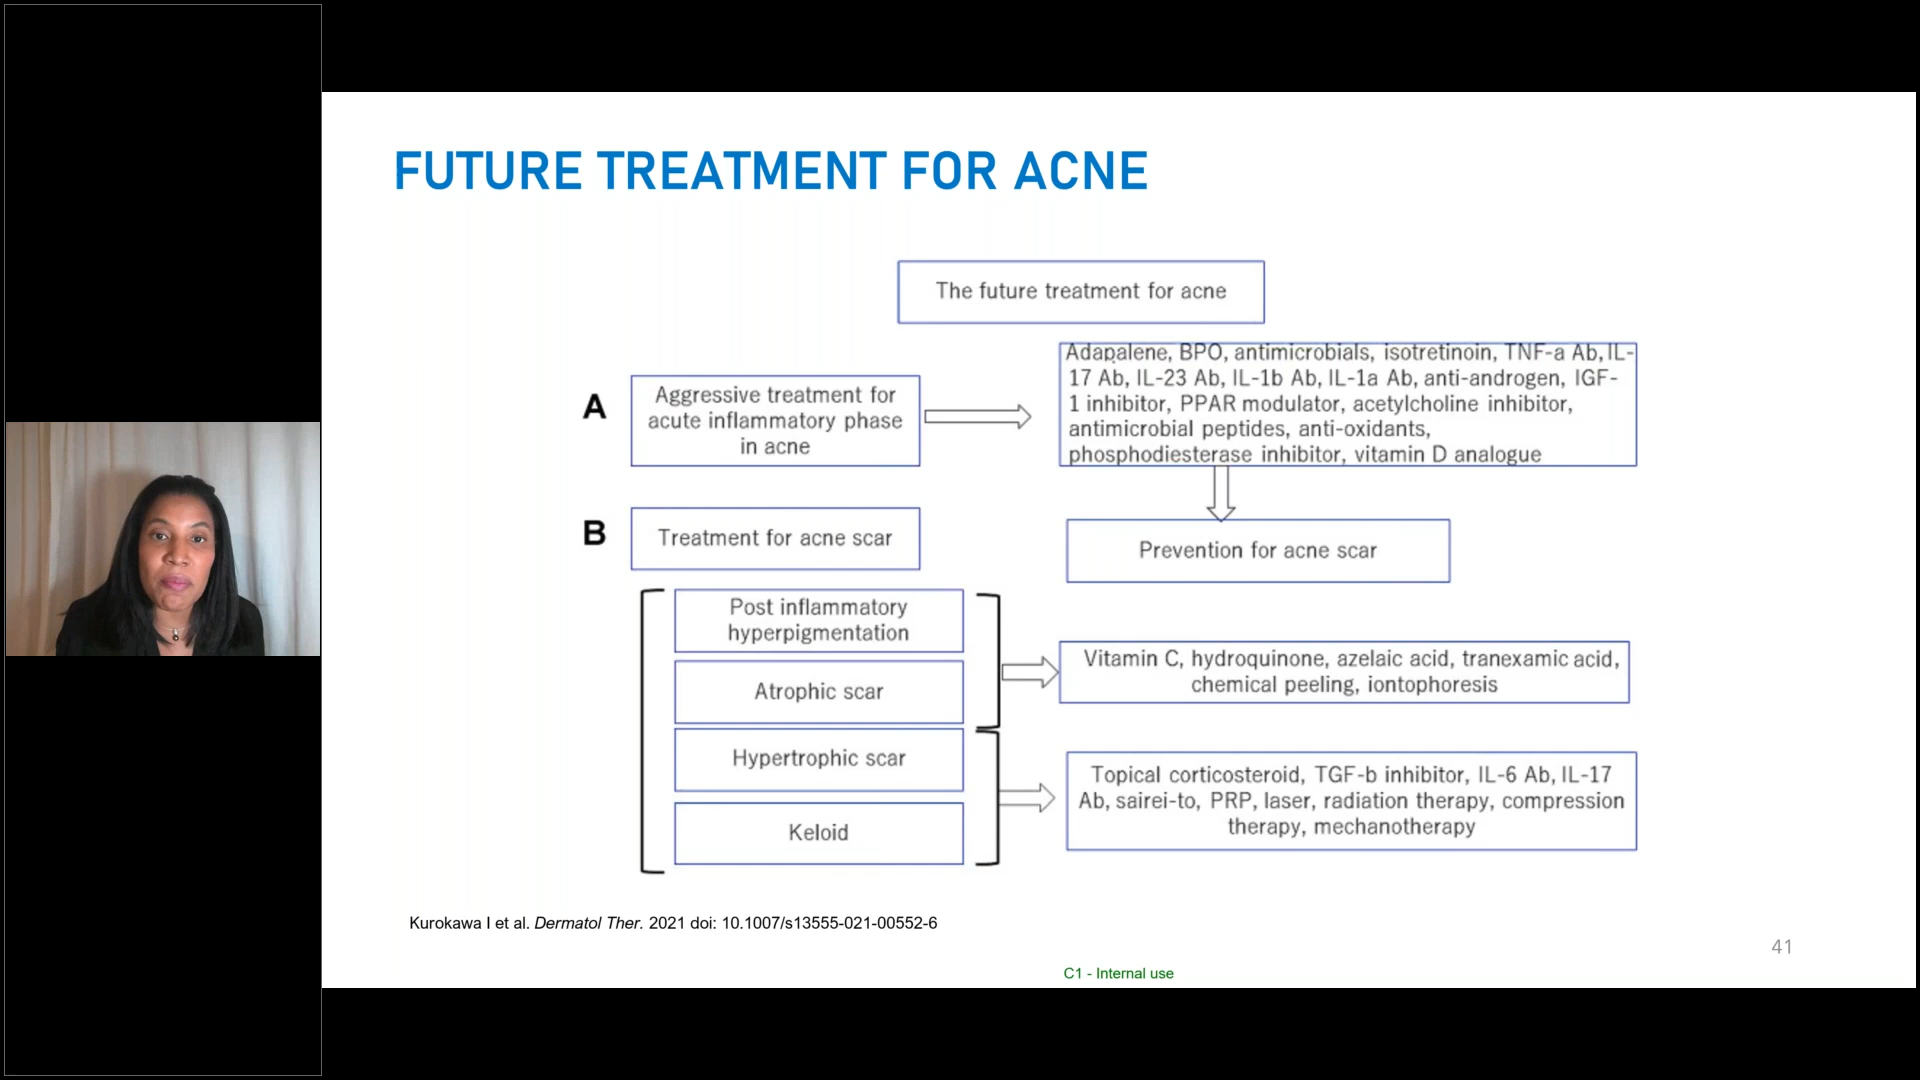 FUTURE TREATMENT FOR ACNE
The future treatment for acne
A
Aggressive treatment for
acute inflammatory phase
in acne
Adapalene, BPO, antimicrobials, isotretinoin, TNF-a Ab, IL-
17 Ab, IL-23 Ab, IL-1b Ab, IL-1a Ab, anti-androgen, IGF-
1 inhibitor, PPAR modulator, acetylcholine inhibitor,
antimicrobial peptides, anti-oxidants,
phosphodiesterase inhibitor, vitamin D analogue
B
Treatment for acne scar
Prevention for acne scar
Post inflammatory
hyperpigmentation
Atrophic scar
Vitamin C, hydroquinone, azelaic acid, tranexamic acid,
chemical peeling, iontophoresis
Hypertrophic scar
Keloid
Topical corticosteroid, TGF-b inhibitor, IL-6 Ab, IL-17
Ab, sairei-to, PRP, laser, radiation therapy, compression
therapy, mechanotherapy
Kurokawa I et al. Dermatol Ther. 2021 doi: 10.1007/s13555-021-00552-6
41
C1 - Internal use